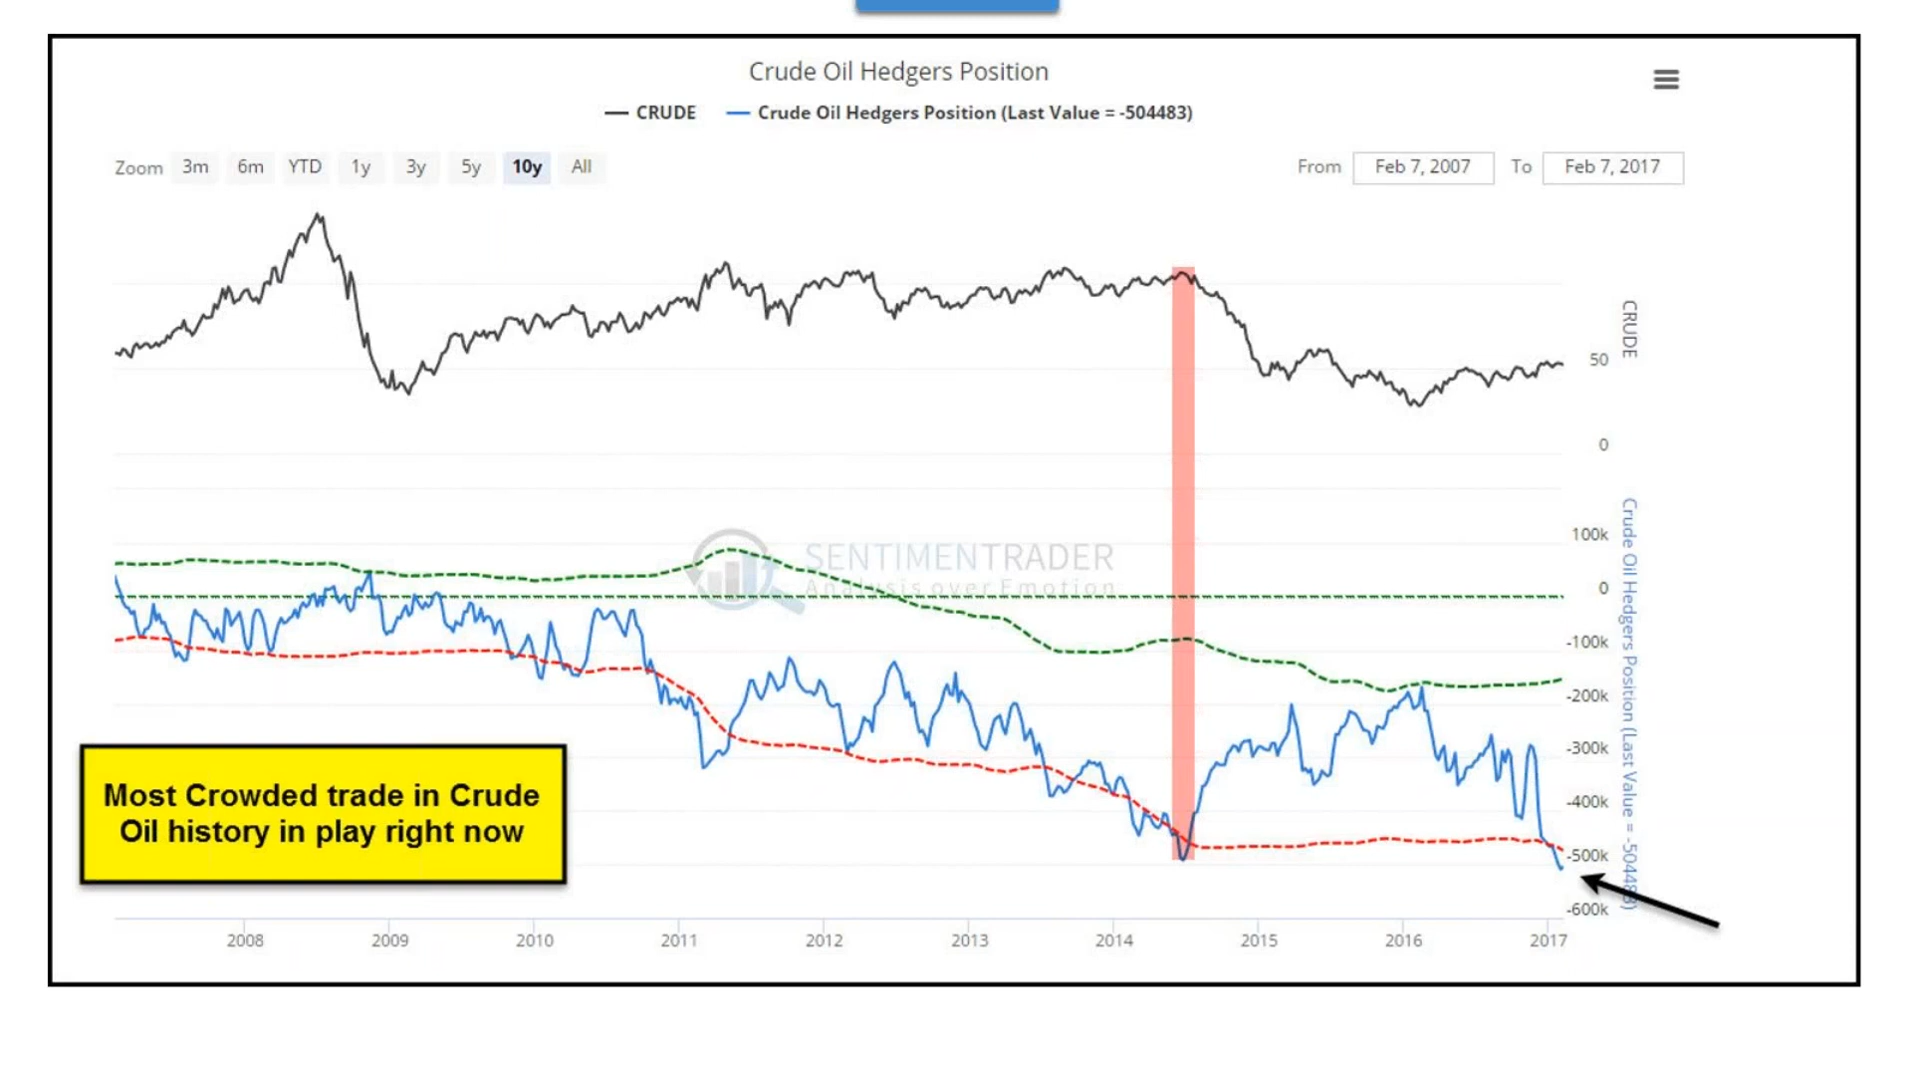 Crude Oil Hedgers Position
CRUDE
Crude Oil Hedgers Position (Last Value = -504483)
Zoom 3m 6m YTD 1y 3y 5y 10y All
From Feb 7, 2007 To Feb 7, 2017
CRUDE
50
0
SENTIMENTRADER
Analysis over Emotion
Crude Oil Hedgers Position (Last Value = -504483)
100k
0
-100k
-200k
-300k
-400k
-500k
-600k
Most Crowded trade in Crude
Oil history in play right now
2008 2009 2010 2011 2012 2013 2014 2015 2016 2017